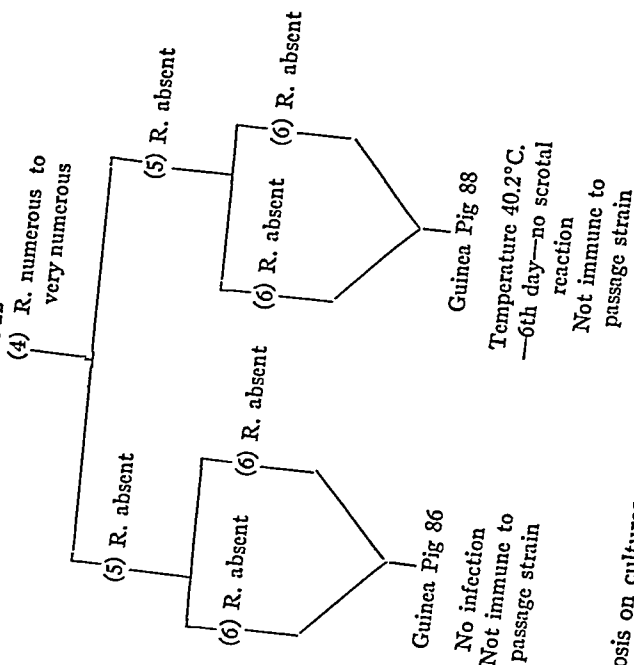 (4) R. numerous to
very numerous
(5) R. absent
(5) R. absent
(6) R. absent
(6) R. absent
(6) R. absent
(6) R. absent
Guinea Pig 86
No infection
Not immune to
passage strain
Guinea Pig 88
Temperature 40.2°C.
—6th day—no scrotal
reaction
Not immune to
passage strain
on cultures